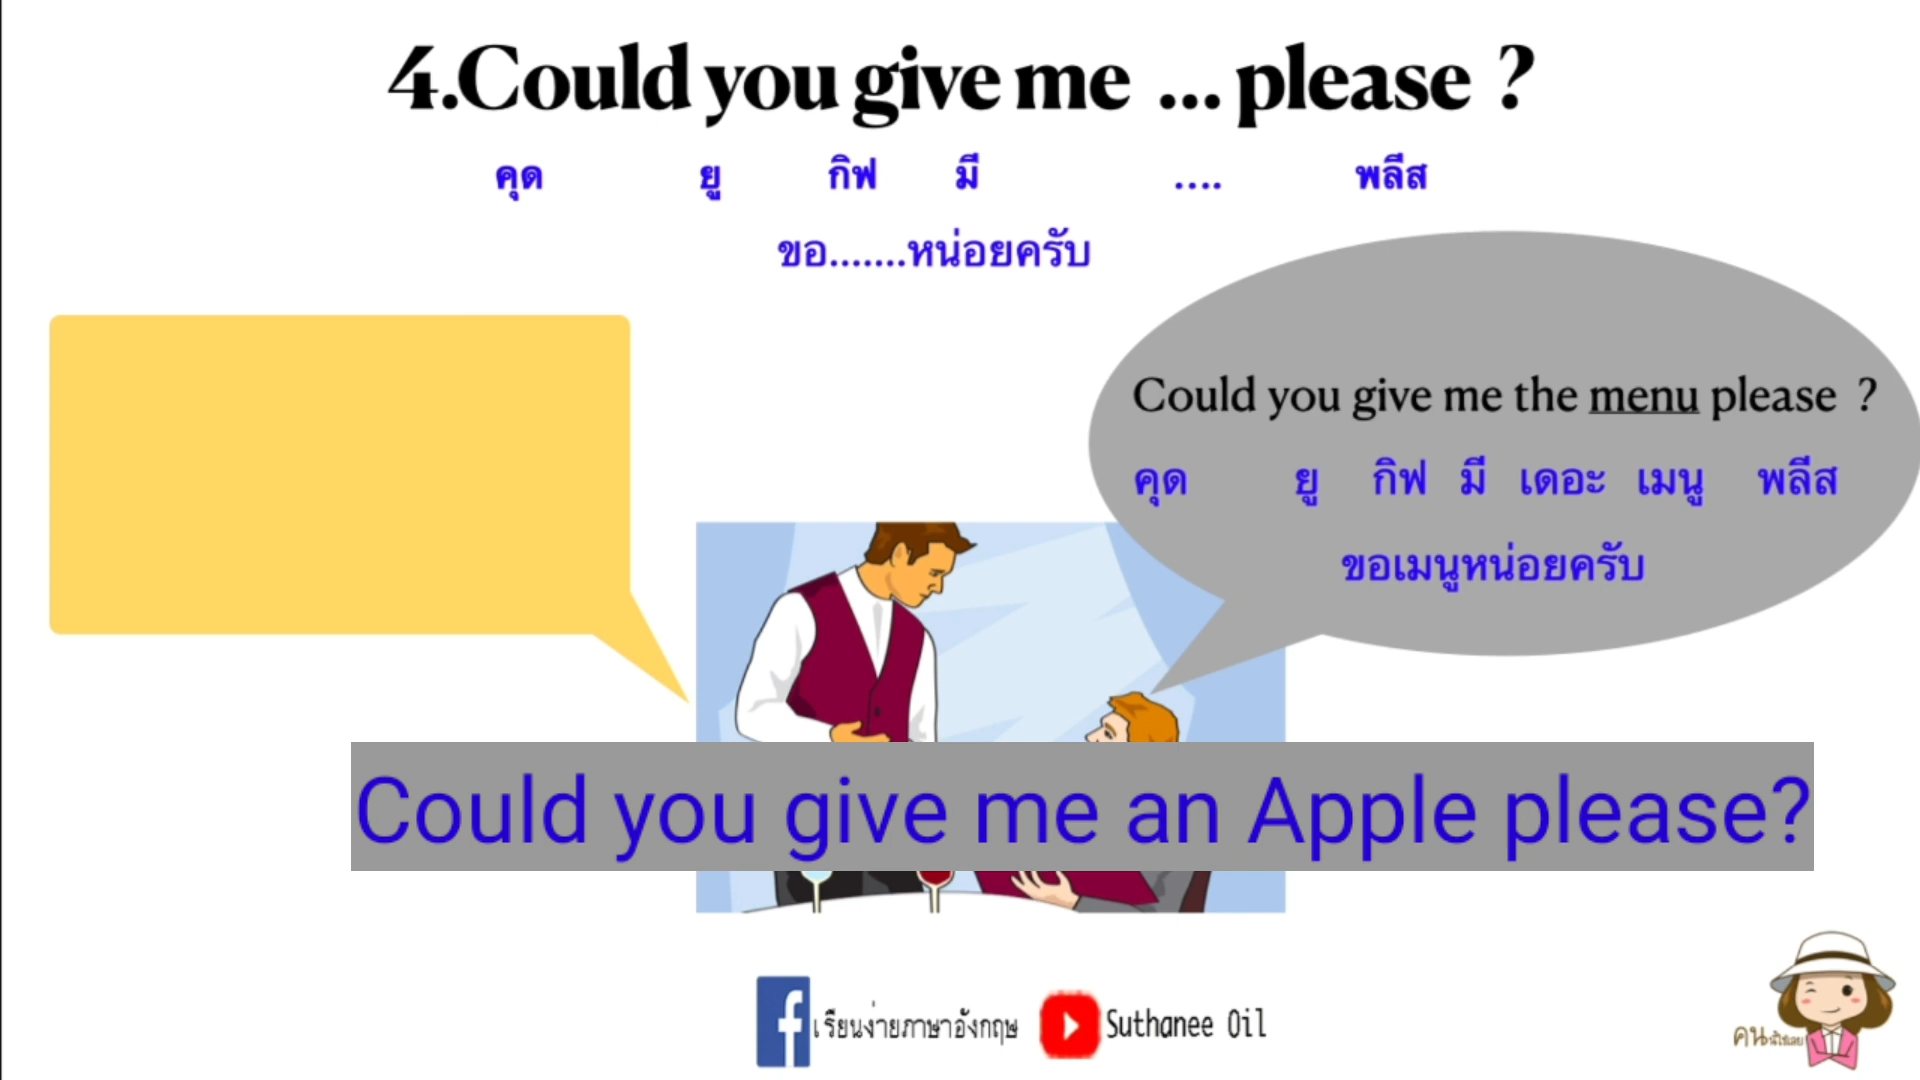 4.Could you give me ... please ?
คุด ยู กิฟ มี .... พลีส
ขอ.......หน่อยครับ
Could you give me the menu please ?
คุด ยู กิฟ มี เดอะ เมนู พลีส
ขอเมนูหน่อยครับ
Could you give me an Apple please?
เรียนง่ายภาษาอังกฤษ
Suthanee Oil